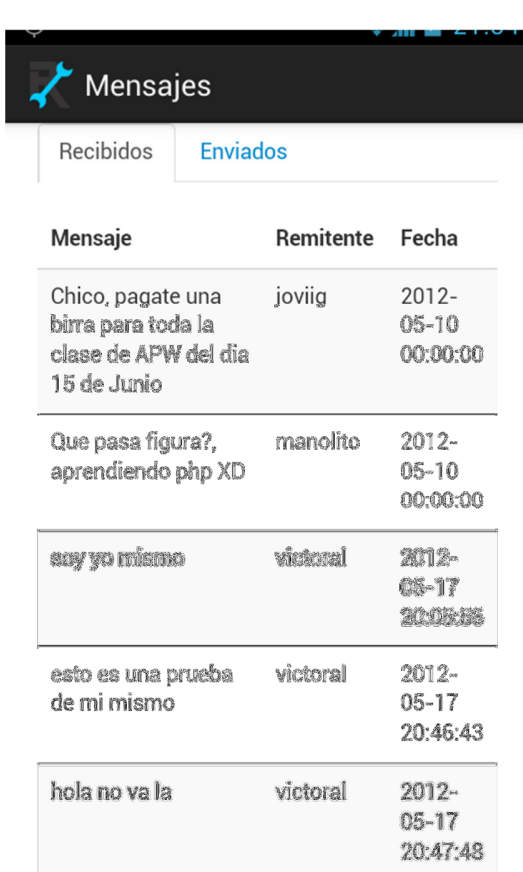 Mensajes
Recibidos Enviados
Mensaje Remitente Fecha
Chico, pagate una joviig 2012-
birra para toda la 05-10
clase de APW del dia 00:00:00
15 de Junio
Que pasa figura?, manolito 2012-
aprendiendo php XD 05-10
00:00:00
soy yo mismo victoral 2012-
05-17
esto es una prueba victoral 2012-
de mi mismo 05-17
20:46:43
hola no va la victoral 2012-
05-17
20:47:48